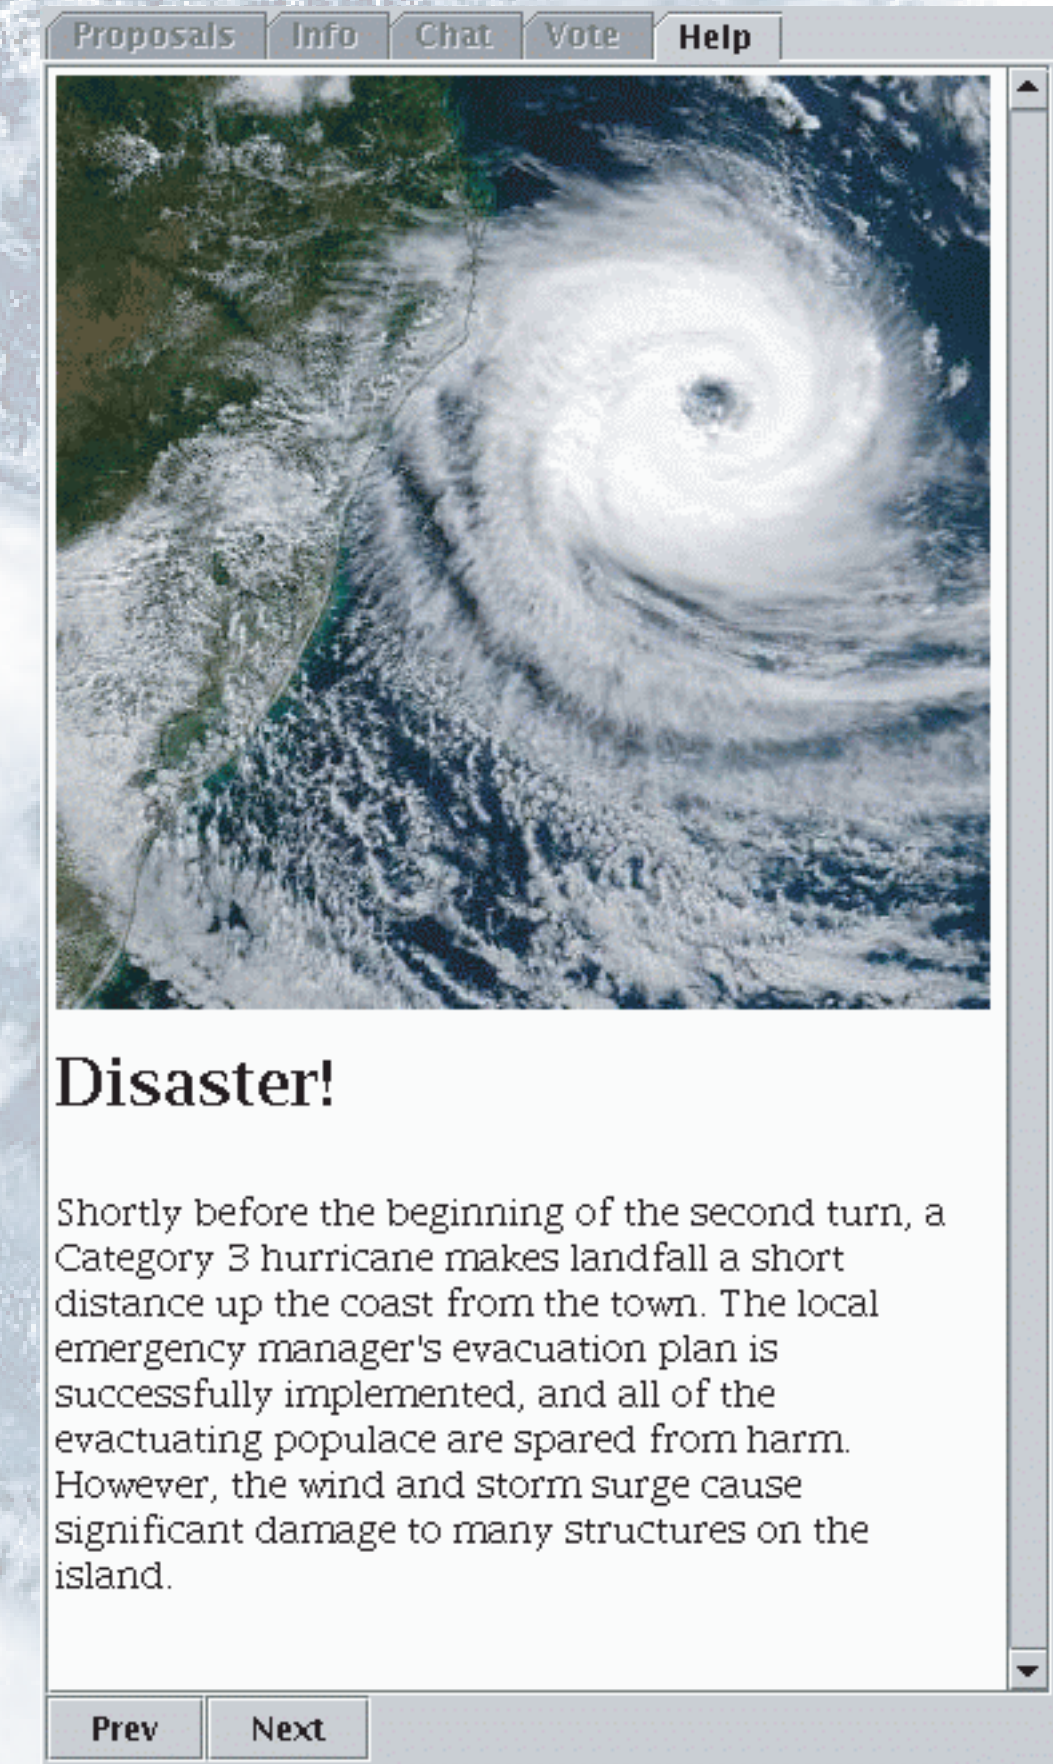 Proposals Info Chat Vote Help
Disaster!
Shortly before the beginning of the second turn, a
Category 3 hurricane makes landfall a short
distance up the coast from the town. The local
emergency manager's evacuation plan is
successfully implemented, and all of the
evactuating populace are spared from harm.
However, the wind and storm surge cause
significant damage to many structures on the
island.
Prev Next